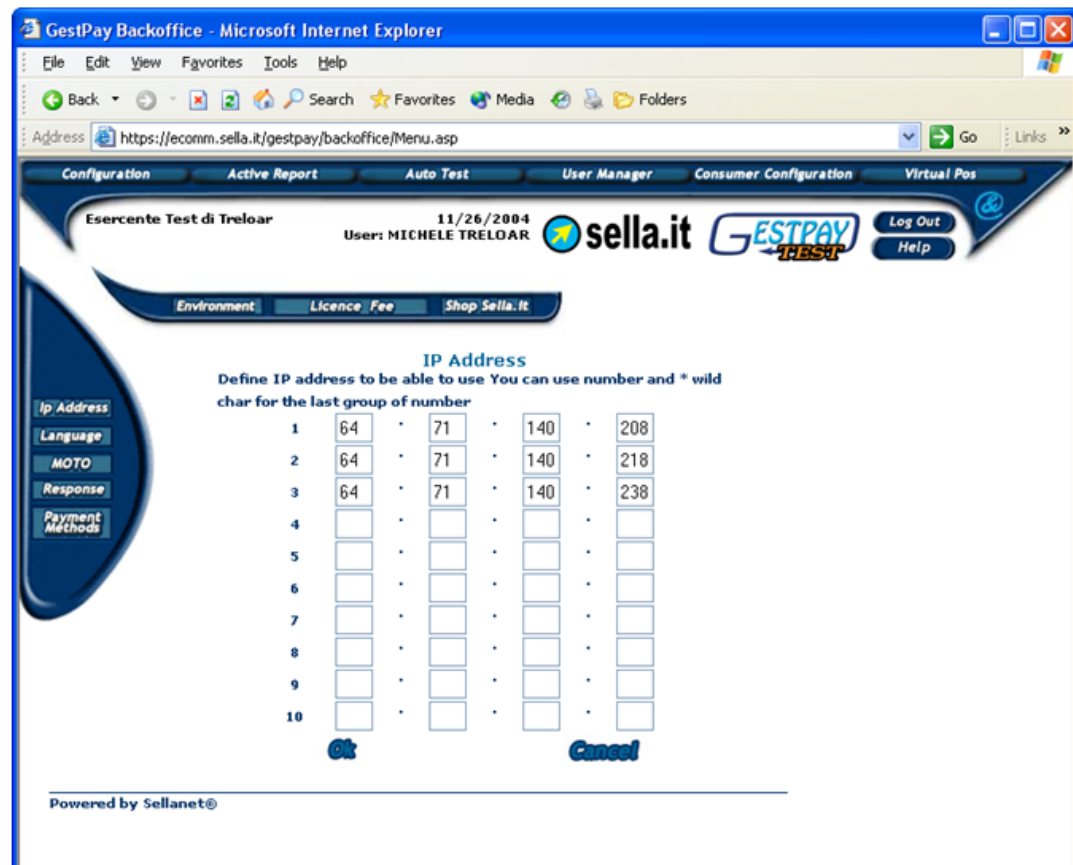 GestPay Backoffice - Microsoft Internet Explorer
File Edit View Favorites Tools Help
Back Search Favorites Media Folders
Address https://ecomm.sella.it/gestpay/backoffice/Menu.asp Go Links »
Configuration Active Report Auto Test User Manager Consumer Configuration Virtual Pos
Esercente Test di Treloar 11/26/2004
User: MICHELE TRELOAR
sella.it
GESTPAY
TEST
Log Out
Help
Environment Licence Fee Shop Sella.it
Ip Address
Language
MOTO
Response
Payment
Methods
IP Address
Define IP address to be able to use You can use number and * wild
char for the last group of number
1 64 . 71 . 140 . 208
2 64 . 71 . 140 . 218
3 64 . 71 . 140 . 238
4 . . .
5 . . .
6 . . .
7 . . .
8 . . .
9 . . .
10 . . .
Ok Cancel
Powered by Sellanet®